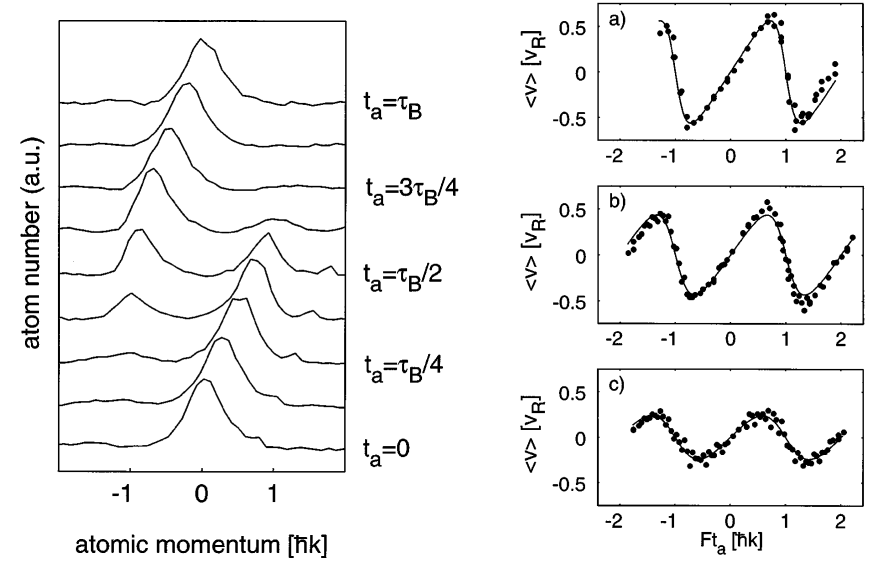 atom number (a.u.)
t_a=τ_B
t_a=3τ_B/4
t_a=τ_B/2
t_a=τ_B/4
t_a=0
-1 0 1
atomic momentum [ħk]
a)
<v> [v_R]
0.5
0
-0.5
-2 -1 0 1 2
b)
<v> [v_R]
0.5
0
-0.5
-2 -1 0 1 2
c)
<v> [v_R]
0.5
0
-0.5
-2 -1 0 1 2
Ft_a [ħk]